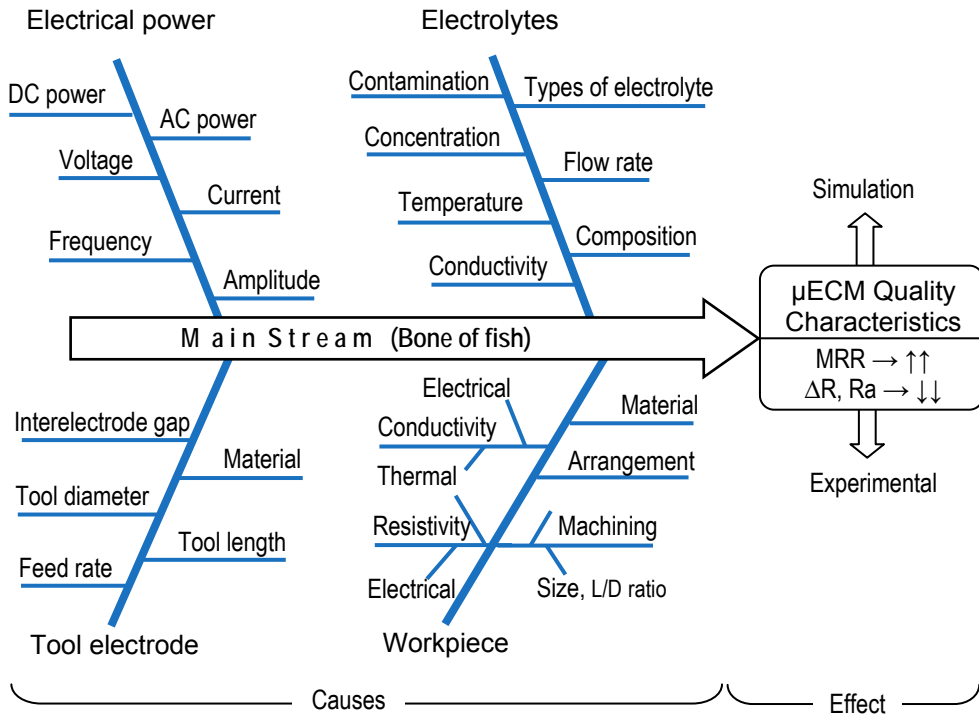 Electrical power
Electrolytes
DC power
AC power
Voltage
Current
Frequency
Amplitude
Contamination
Types of electrolyte
Concentration
Flow rate
Temperature
Composition
Conductivity
Simulation
µECM Quality
Characteristics
MRR → ↑↑
ΔR, Ra → ↓↓
Experimental
Main Stream (Bone of fish)
Interelectrode gap
Material
Tool diameter
Tool length
Feed rate
Tool electrode
Electrical
Conductivity
Thermal
Material
Arrangement
Resistivity
Machining
Electrical
Size, L/D ratio
Workpiece
Causes
Effect